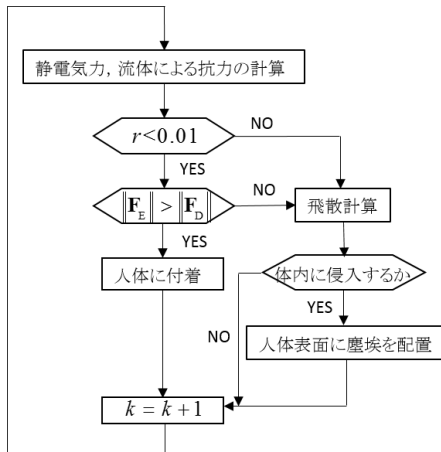 静電気力，流体による抗力の計算
r<0.01
NO
YES
‖F_E‖ > ‖F_D‖
NO
飛散計算
YES
人体に付着
体内に侵入するか
YES
NO
人体表面に塵埃を配置
k = k+1